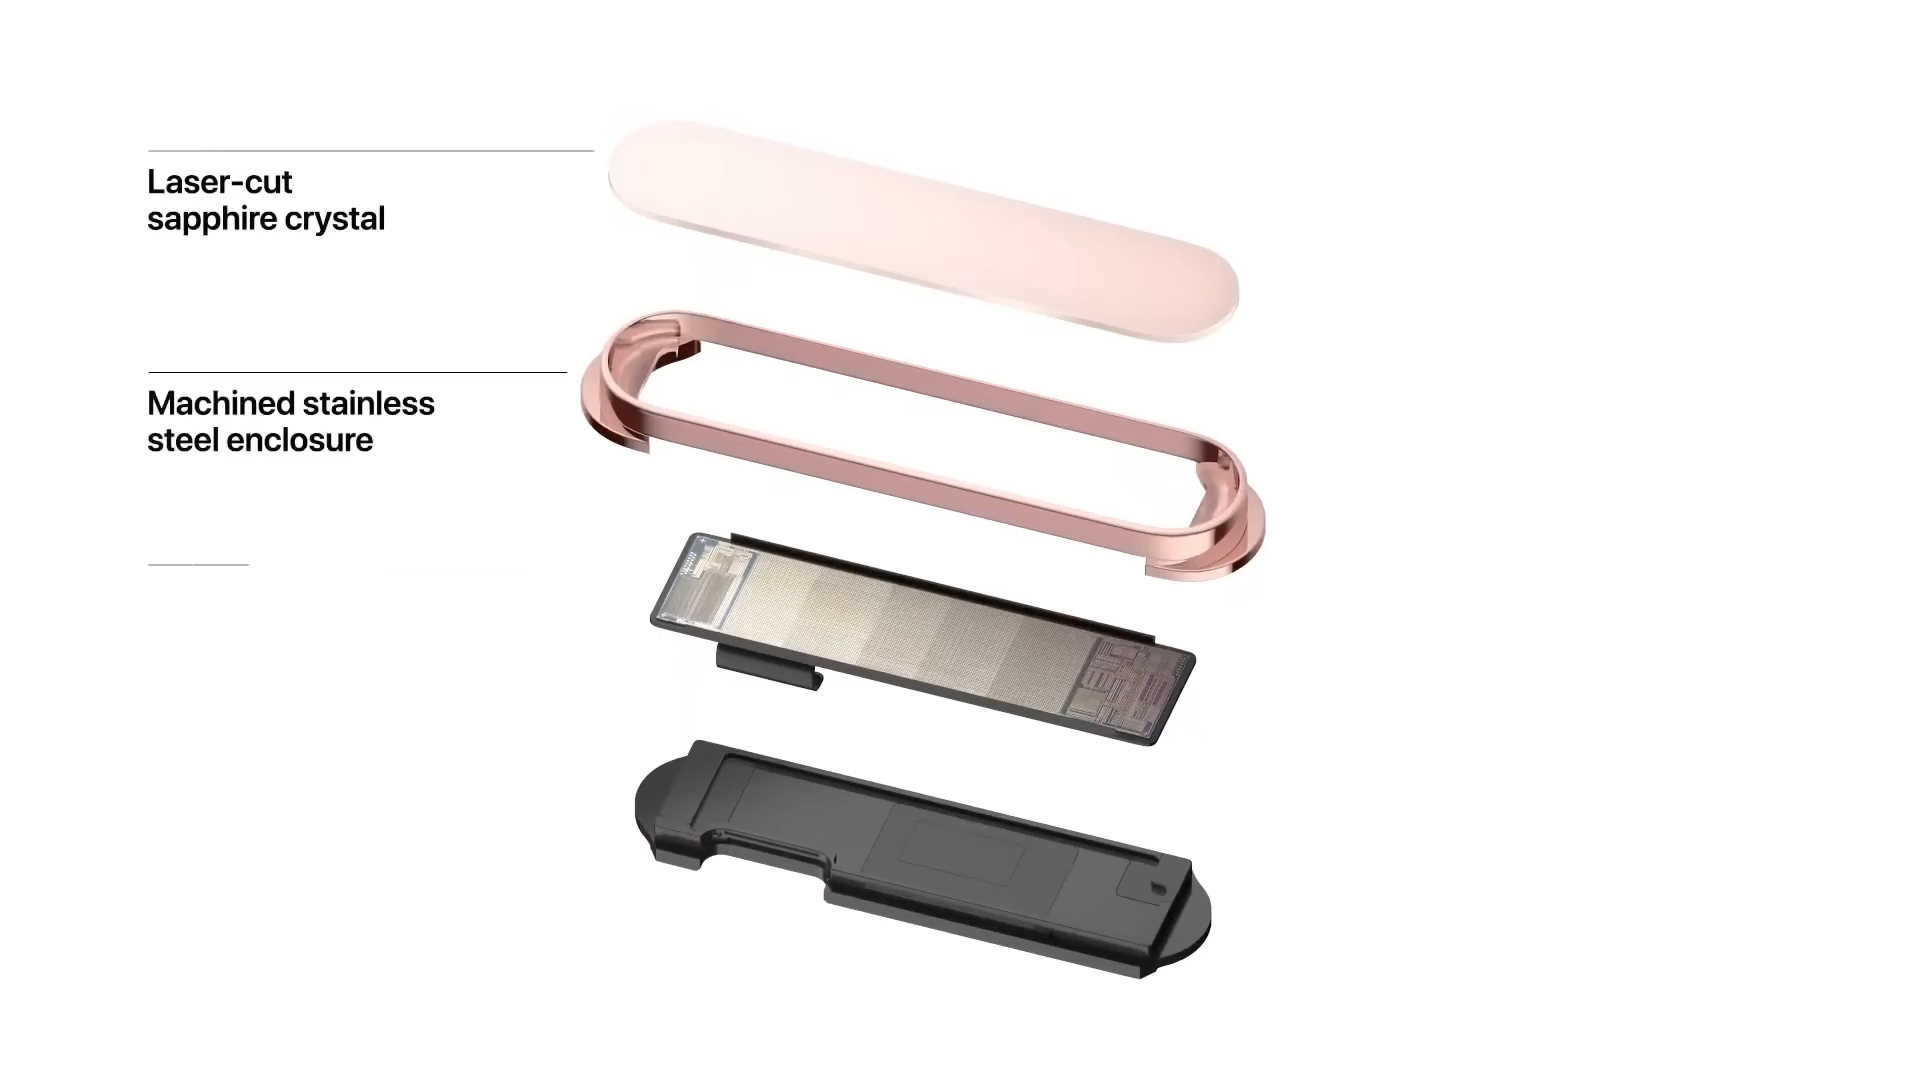 Laser-cut
sapphire crystal
Machined stainless
steel enclosure